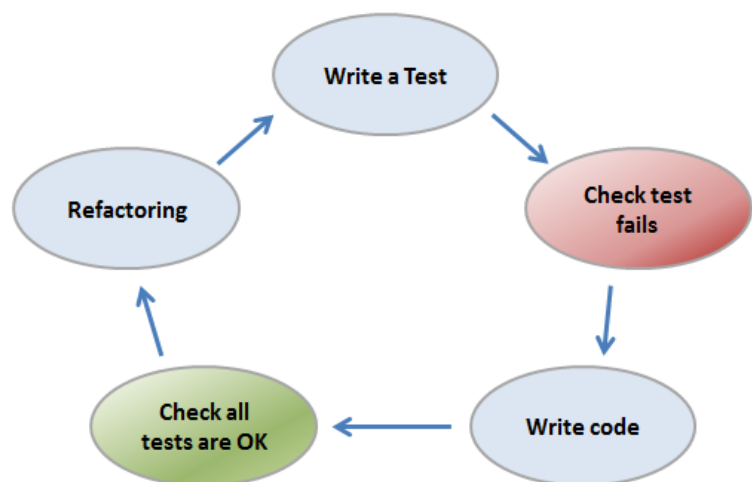 Write a Test
Check test
fails
Write code
Check all
tests are OK
Refactoring